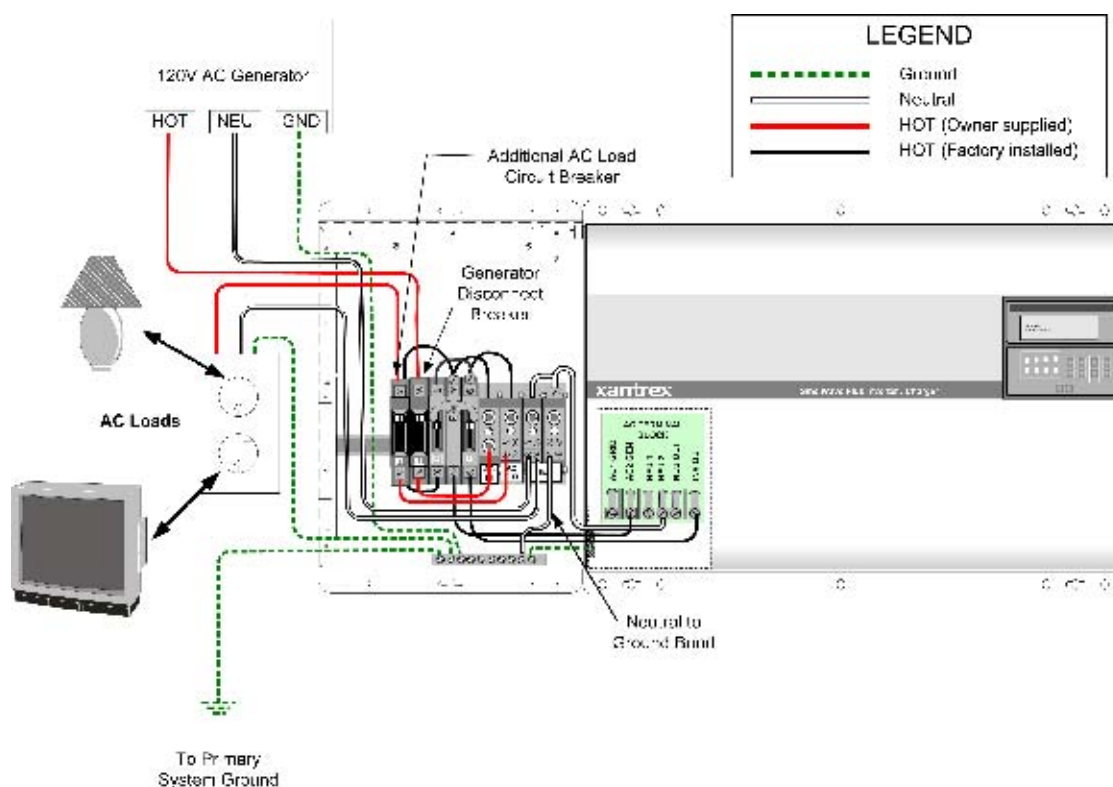 LEGEND
Ground
Neutral
HOT (Owner supplied)
HOT (Factory installed)
120V AC Generator
HOT
NEU
GND
Additional AC Load
Circuit Breaker
Generator
Disconnect
Breaker
AC Loads
xantrex
Neutral to
Ground Bond
To Primary
System Ground